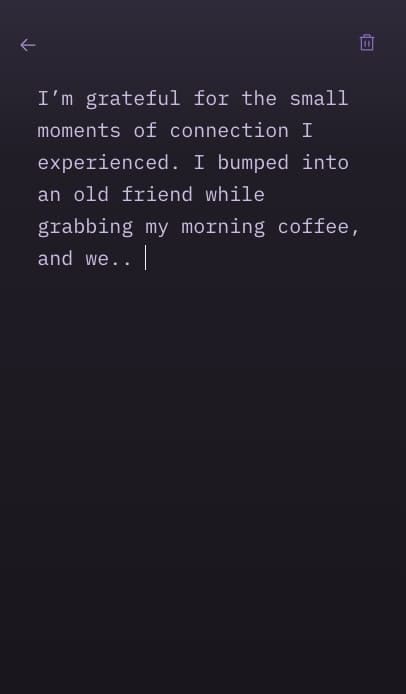 I’m grateful for the small
moments of connection I
experienced. I bumped into
an old friend while
grabbing my morning coffee,
and we..